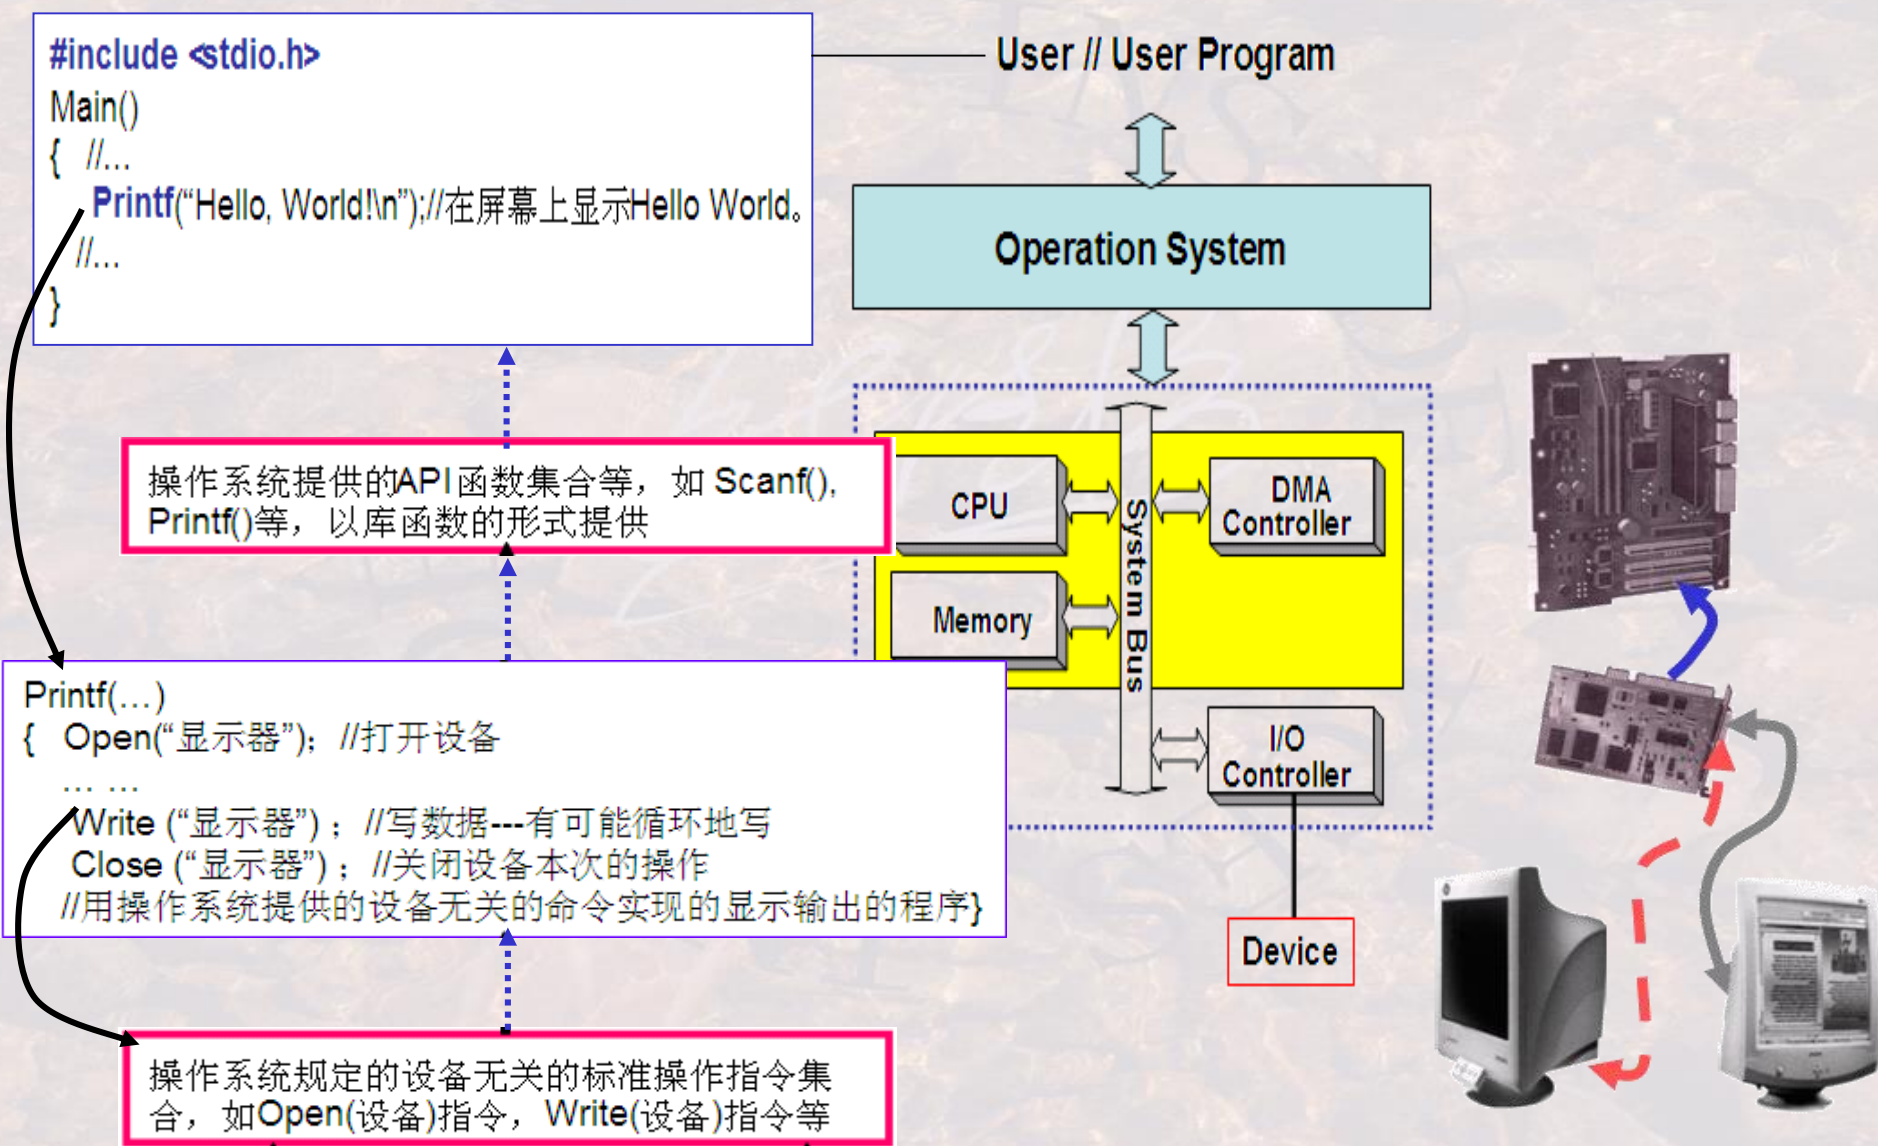 #include <stdio.h>
Main()
{ //...
Printf(“Hello, World!\n”);//在屏幕上显示Hello World。
//...
}
User // User Program
Operation System
操作系统提供的API函数集合等，如 Scanf(),
Printf()等，以库函数的形式提供
CPU
DMA
Controller
Memory
System Bus
I/O
Controller
Device
Printf(…)
{ Open(“显示器”)；//打开设备
… …
Write (“显示器”) ；//写数据---有可能循环地写
Close (“显示器”) ；//关闭设备本次的操作
//用操作系统提供的设备无关的命令实现的显示输出的程序}
操作系统规定的设备无关的标准操作指令集
合，如Open(设备)指令，Write(设备)指令等